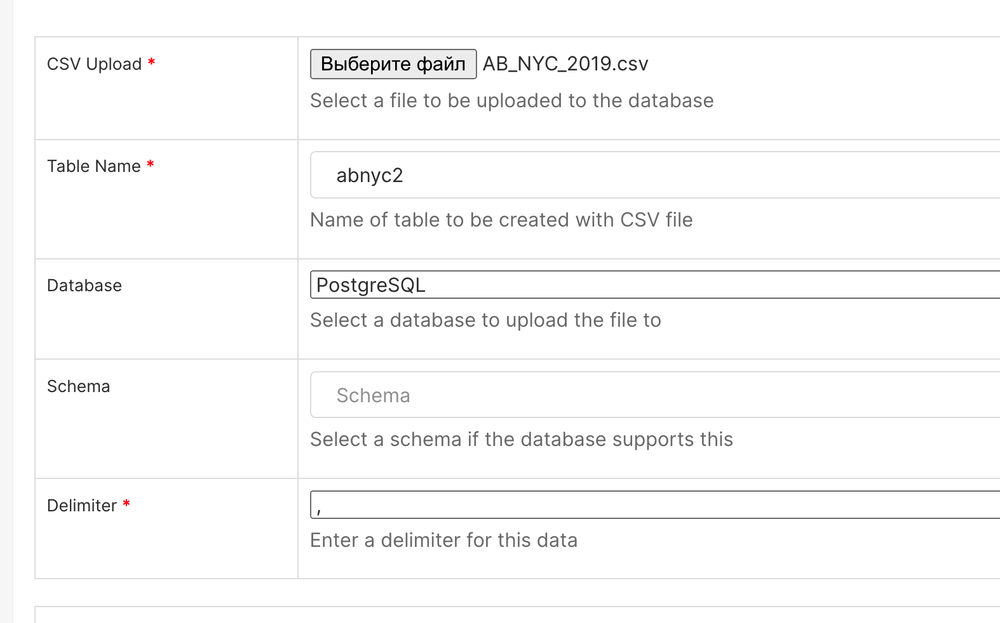 CSV Upload *
Выберите файл AB_NYC_2019.csv
Select a file to be uploaded to the database
Table Name *
abnyc2
Name of table to be created with CSV file
Database
PostgreSQL
Select a database to upload the file to
Schema
Schema
Select a schema if the database supports this
Delimiter *
,
Enter a delimiter for this data